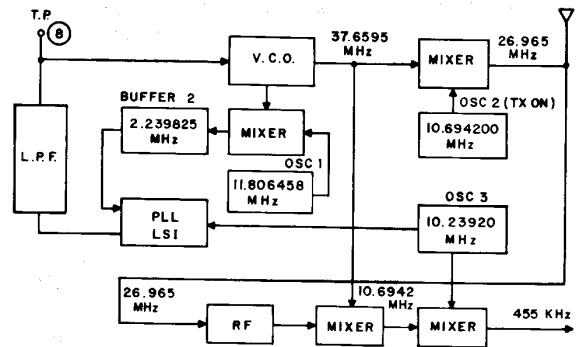 T.P.
8
37.6595
MHz
26.965
MHz
V.C.O.
MIXER
BUFFER 2
OSC 2 (TX ON)
2.239825
MHz
MIXER
10.694200
MHz
L.P.F.
OSC 1
11.806458
MHz
OSC 3
PLL
LSI
10.23920
MHz
26.965
MHz
10.6942
MHz
455 KHz
RF
MIXER
MIXER